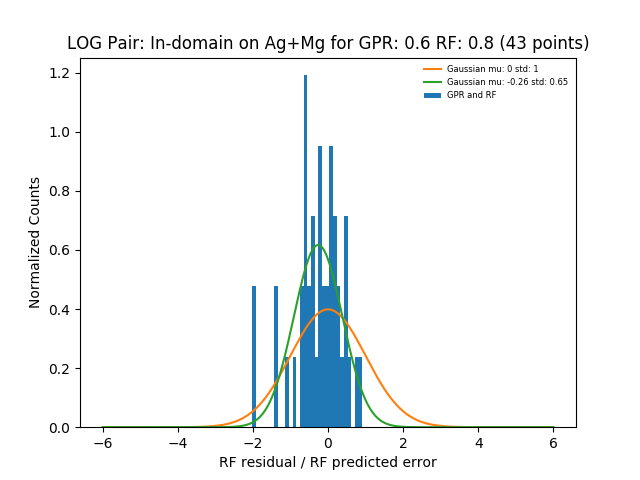 LOG Pair: In-domain on Ag+Mg for GPR: 0.6 RF: 0.8 (43 points)
Gaussian mu: 0 std: 1
Gaussian mu: -0.26 std: 0.65
GPR and RF
Normalized Counts
1.2
1.0
0.8
0.6
0.4
0.2
0.0
−6 −4 −2 0 2 4 6
RF residual / RF predicted error